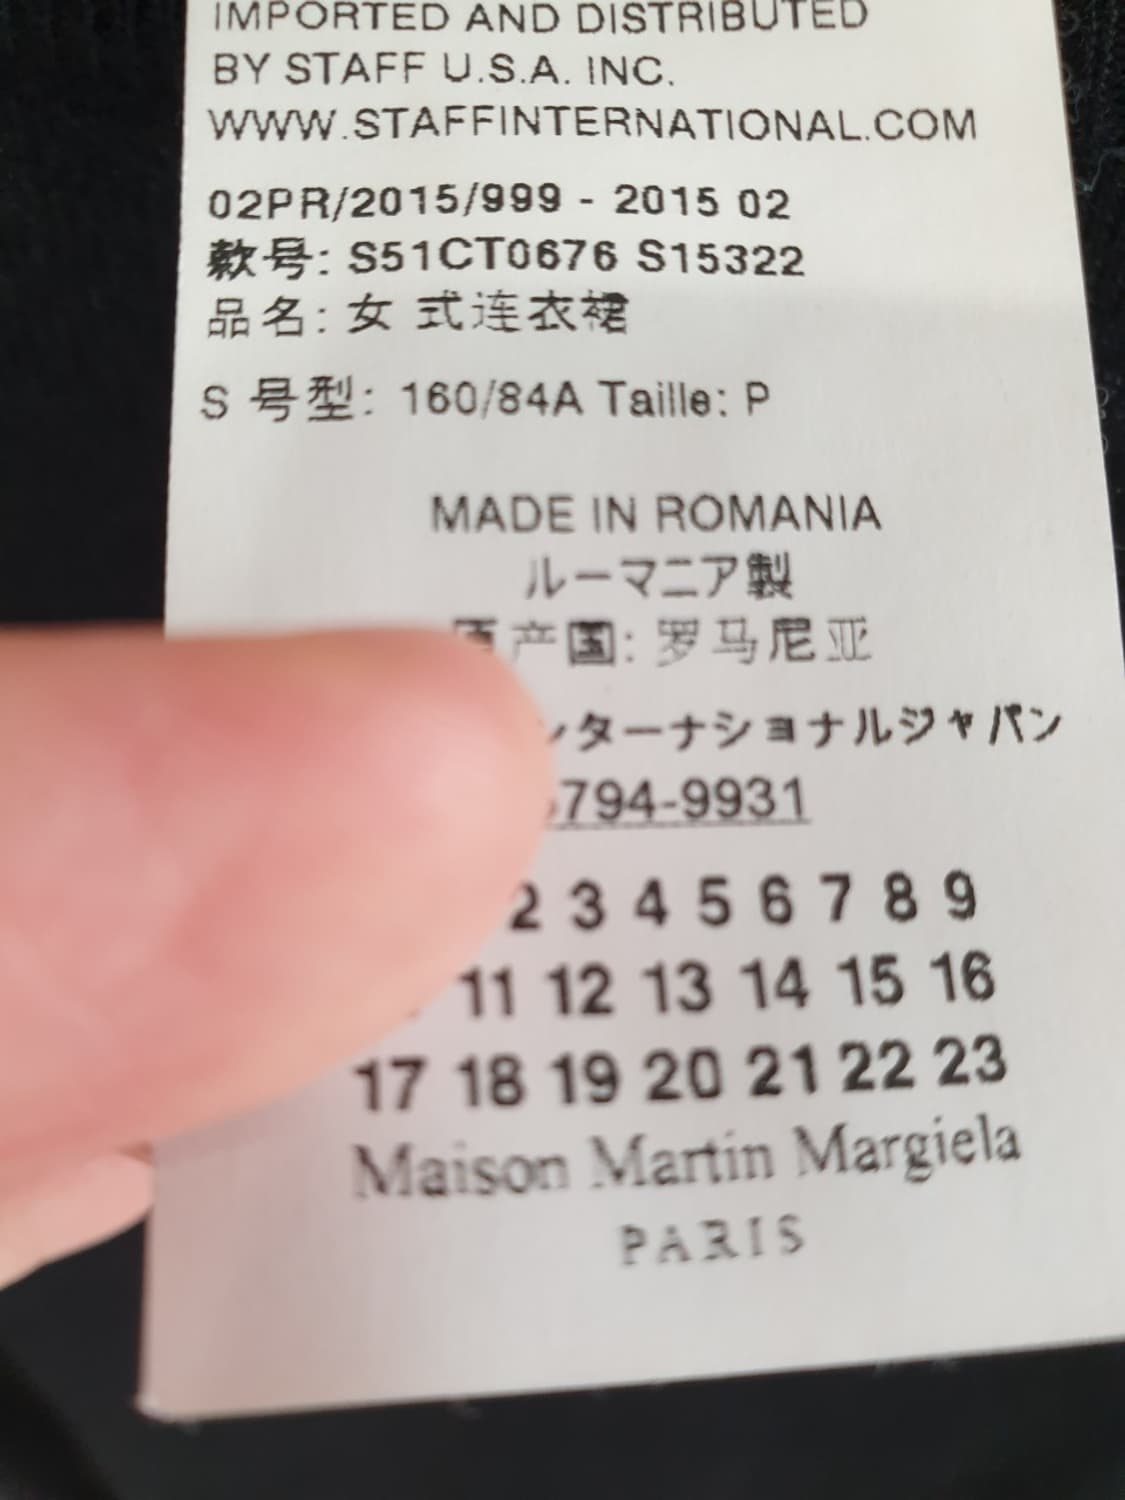 IMPORTED AND DISTRIBUTED
BY STAFF U.S.A. INC.
WWW.STAFFINTERNATIONAL.COM
02PR/2015/999 - 2015 02
款号: S51CT0676 S15322
品名: 女 式连衣裙
S 号型: 160/84A Taille: P
MADE IN ROMANIA
ルーマニア製
原产国: 罗马尼亚
ンターナショナルジャパン
794-9931
2 3 4 5 6 7 8 9
11 12 13 14 15 16
17 18 19 20 21 22 23
Maison Martin Margiela
PARIS